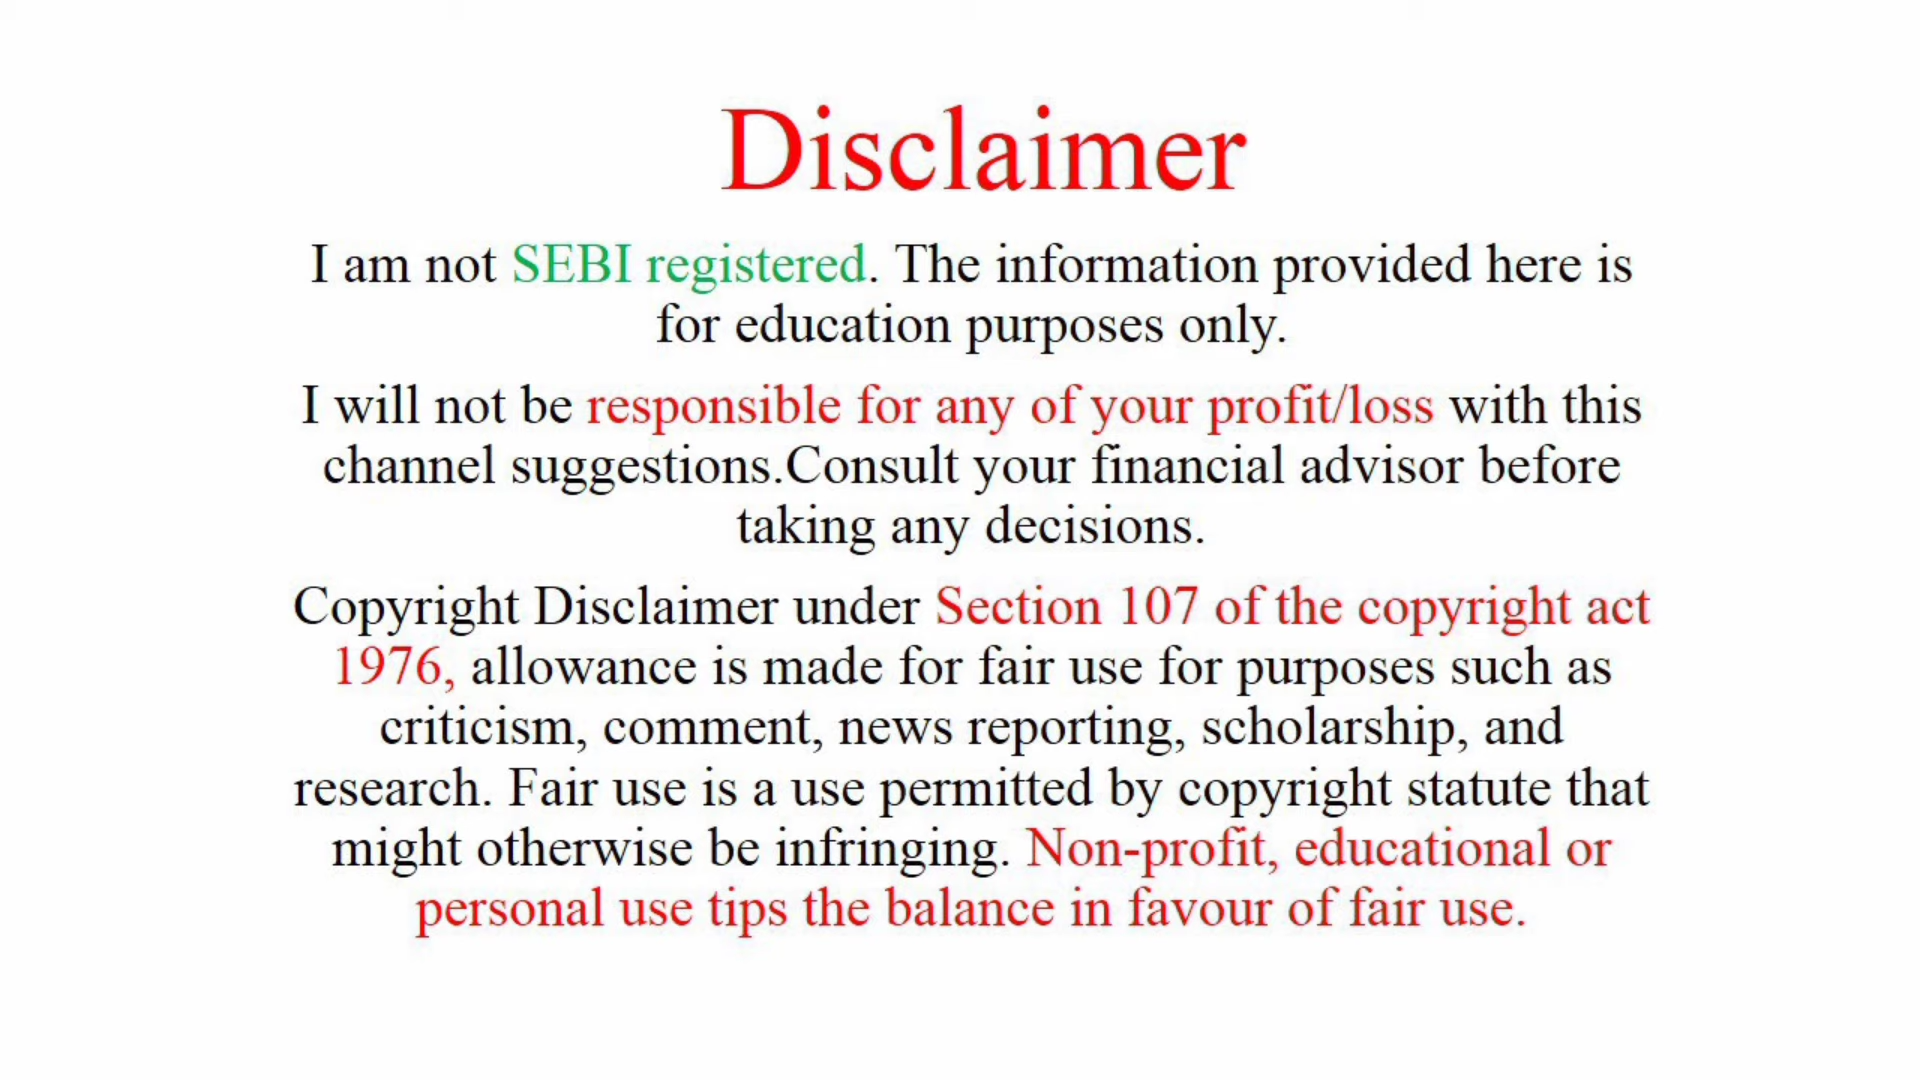 Disclaimer
I am not SEBI registered. The information provided here is
for education purposes only.
I will not be responsible for any of your profit/loss with this
channel suggestions.Consult your financial advisor before
taking any decisions.
Copyright Disclaimer under Section 107 of the copyright act
1976, allowance is made for fair use for purposes such as
criticism, comment, news reporting, scholarship, and
research. Fair use is a use permitted by copyright statute that
might otherwise be infringing. Non-profit, educational or
personal use tips the balance in favour of fair use.